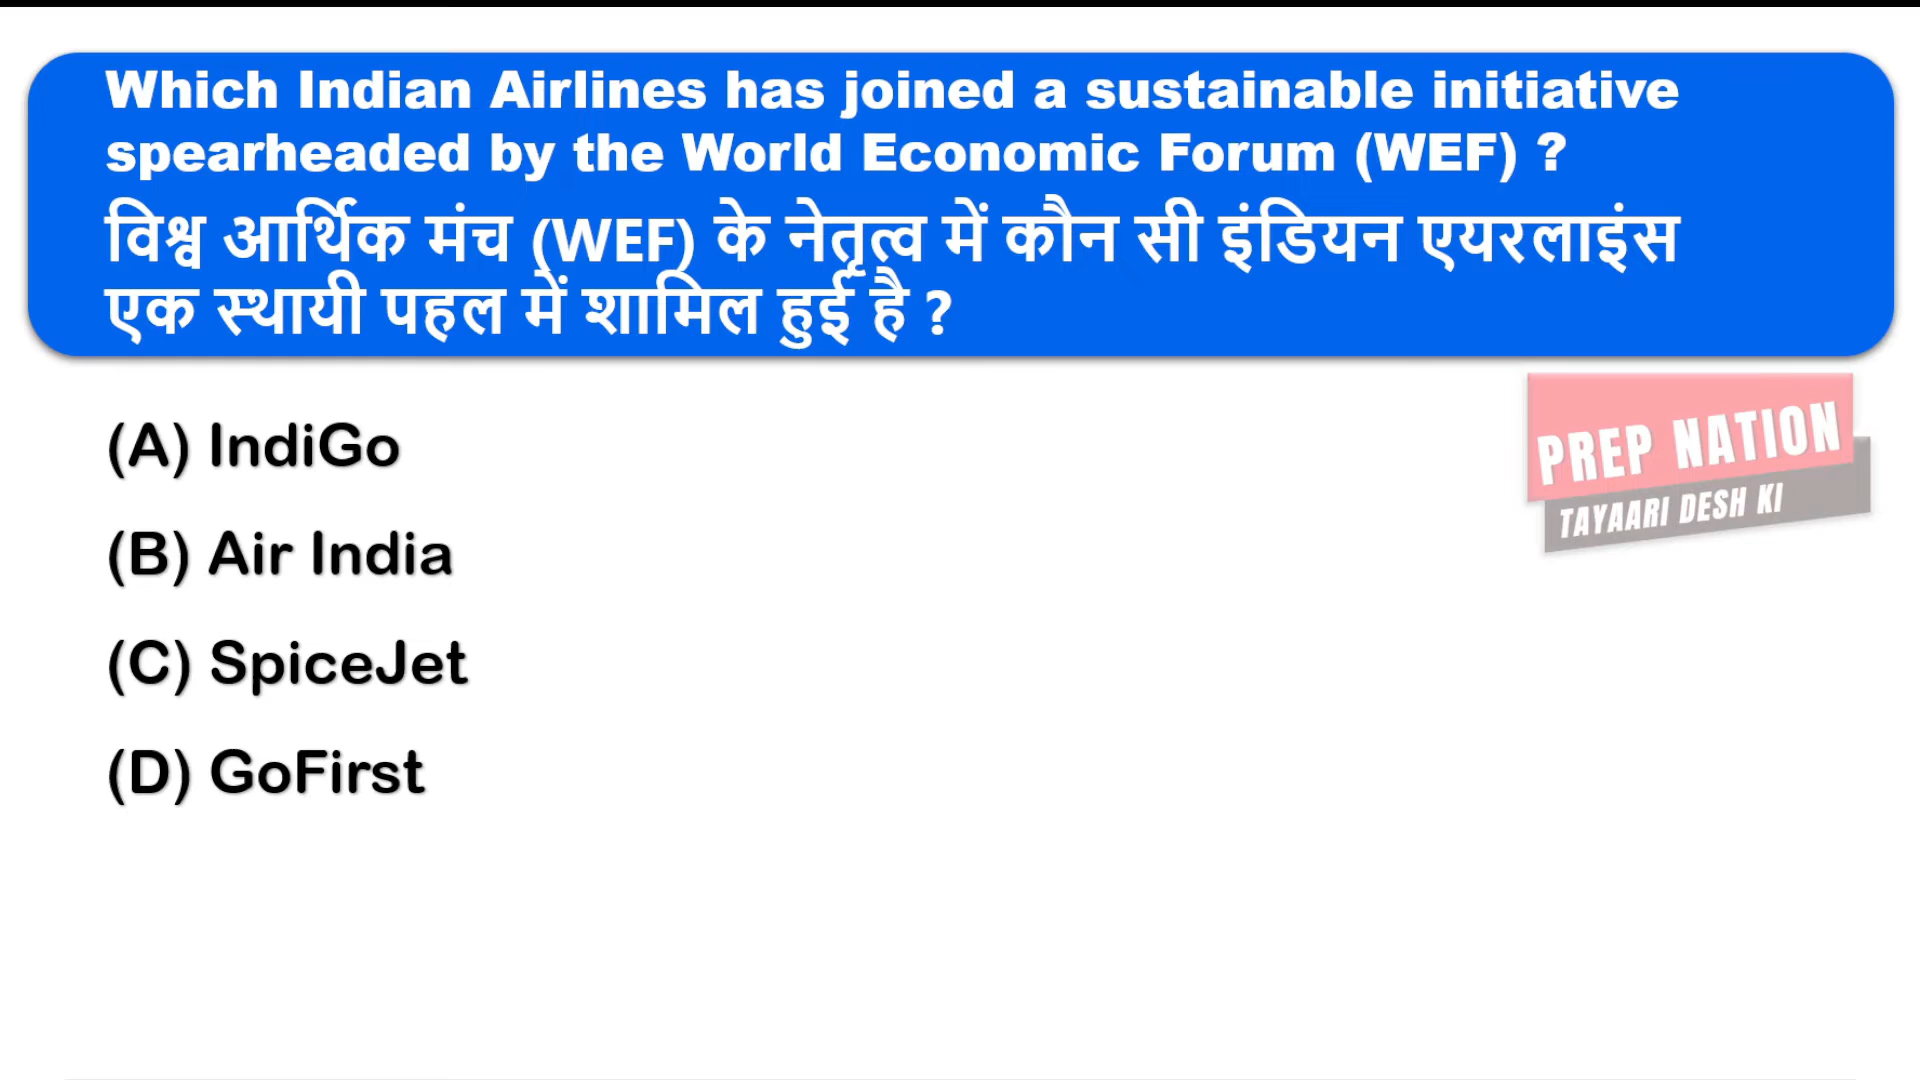 Which Indian Airlines has joined a sustainable initiative
spearheaded by the World Economic Forum (WEF) ?
विश्व आर्थिक मंच (WEF) के नेतृत्व में कौन सी इंडियन एयरलाइंस
एक स्थायी पहल में शामिल हुई है ?
(A) IndiGo
PREP NATION
TAYAARI DESH KI
(B) Air India
(C) SpiceJet
(D) GoFirst